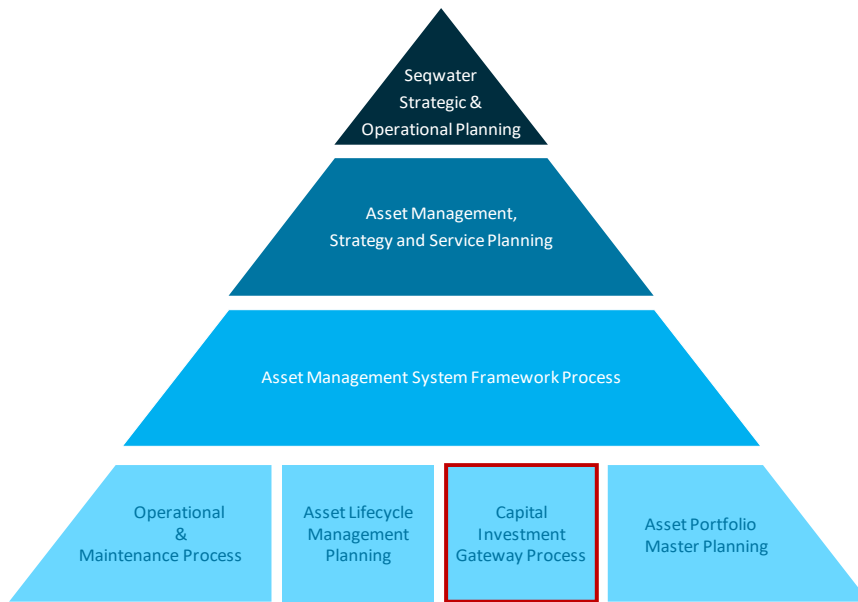 Seqwater
Strategic &
Operational Planning
Asset Management,
Strategy and Service Planning
Asset Management System Framework Process
Operational
&
Maintenance Process
Asset Lifecycle
Management
Planning
Capital
Investment
Gateway Process
Asset Portfolio
Master Planning